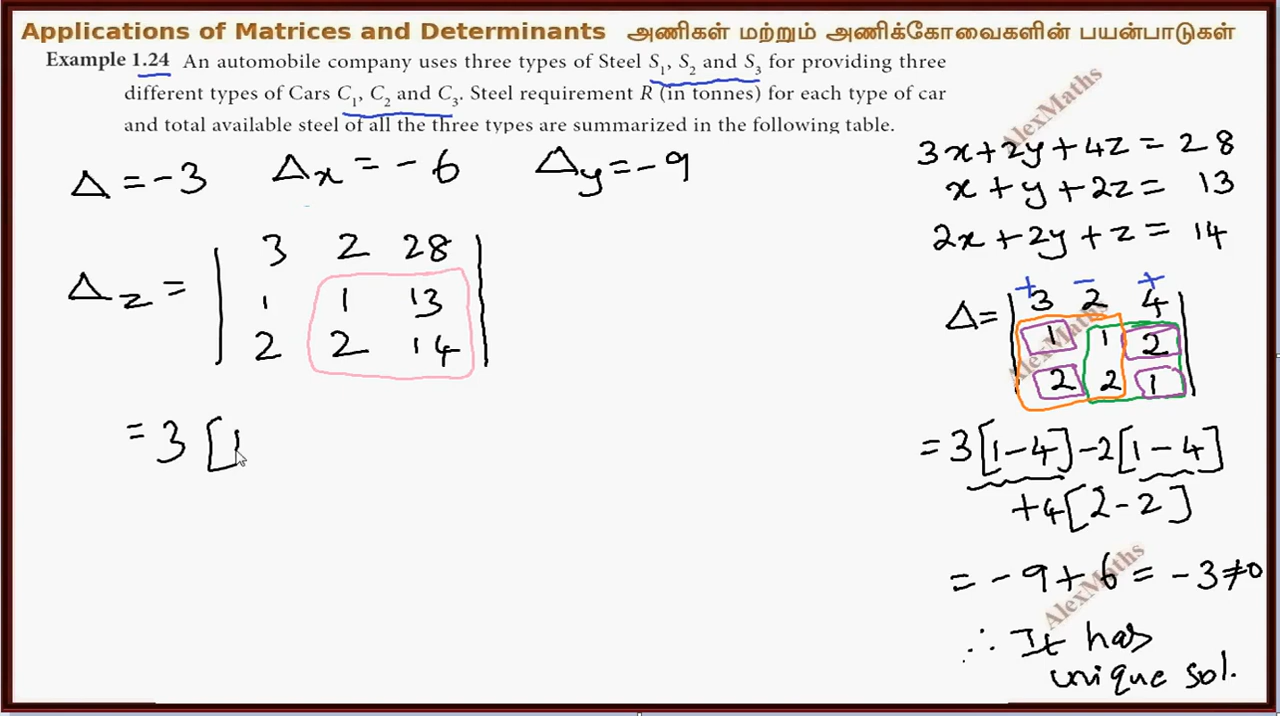 Applications of Matrices and Determinants அணிகள் மற்றும் அணிக்கோவைகளின் பயன்பாடுகள்
Example 1.24 An automobile company uses three types of Steel S₁, S₂ and S₃ for providing three
different types of Cars C₁, C₂ and C₃. Steel requirement R (in tonnes) for each type of car
and total available steel of all the three types are summarized in the following table.
Δ = -3 Δx = -6 Δy = -9
Δz =
3 2 28
1 1 13
2 2 14
= 3 [1
3x+2y+4z = 28
x+y+2z = 13
2x+2y+z = 14
+ - +
Δ =
3 2 4
1 1 2
2 2 1
= 3[1-4]-2[1-4]
+4[2-2]
= -9+6 = -3≠0
∴ It has
unique sol.
AlexMaths
AlexMaths
AlexMaths